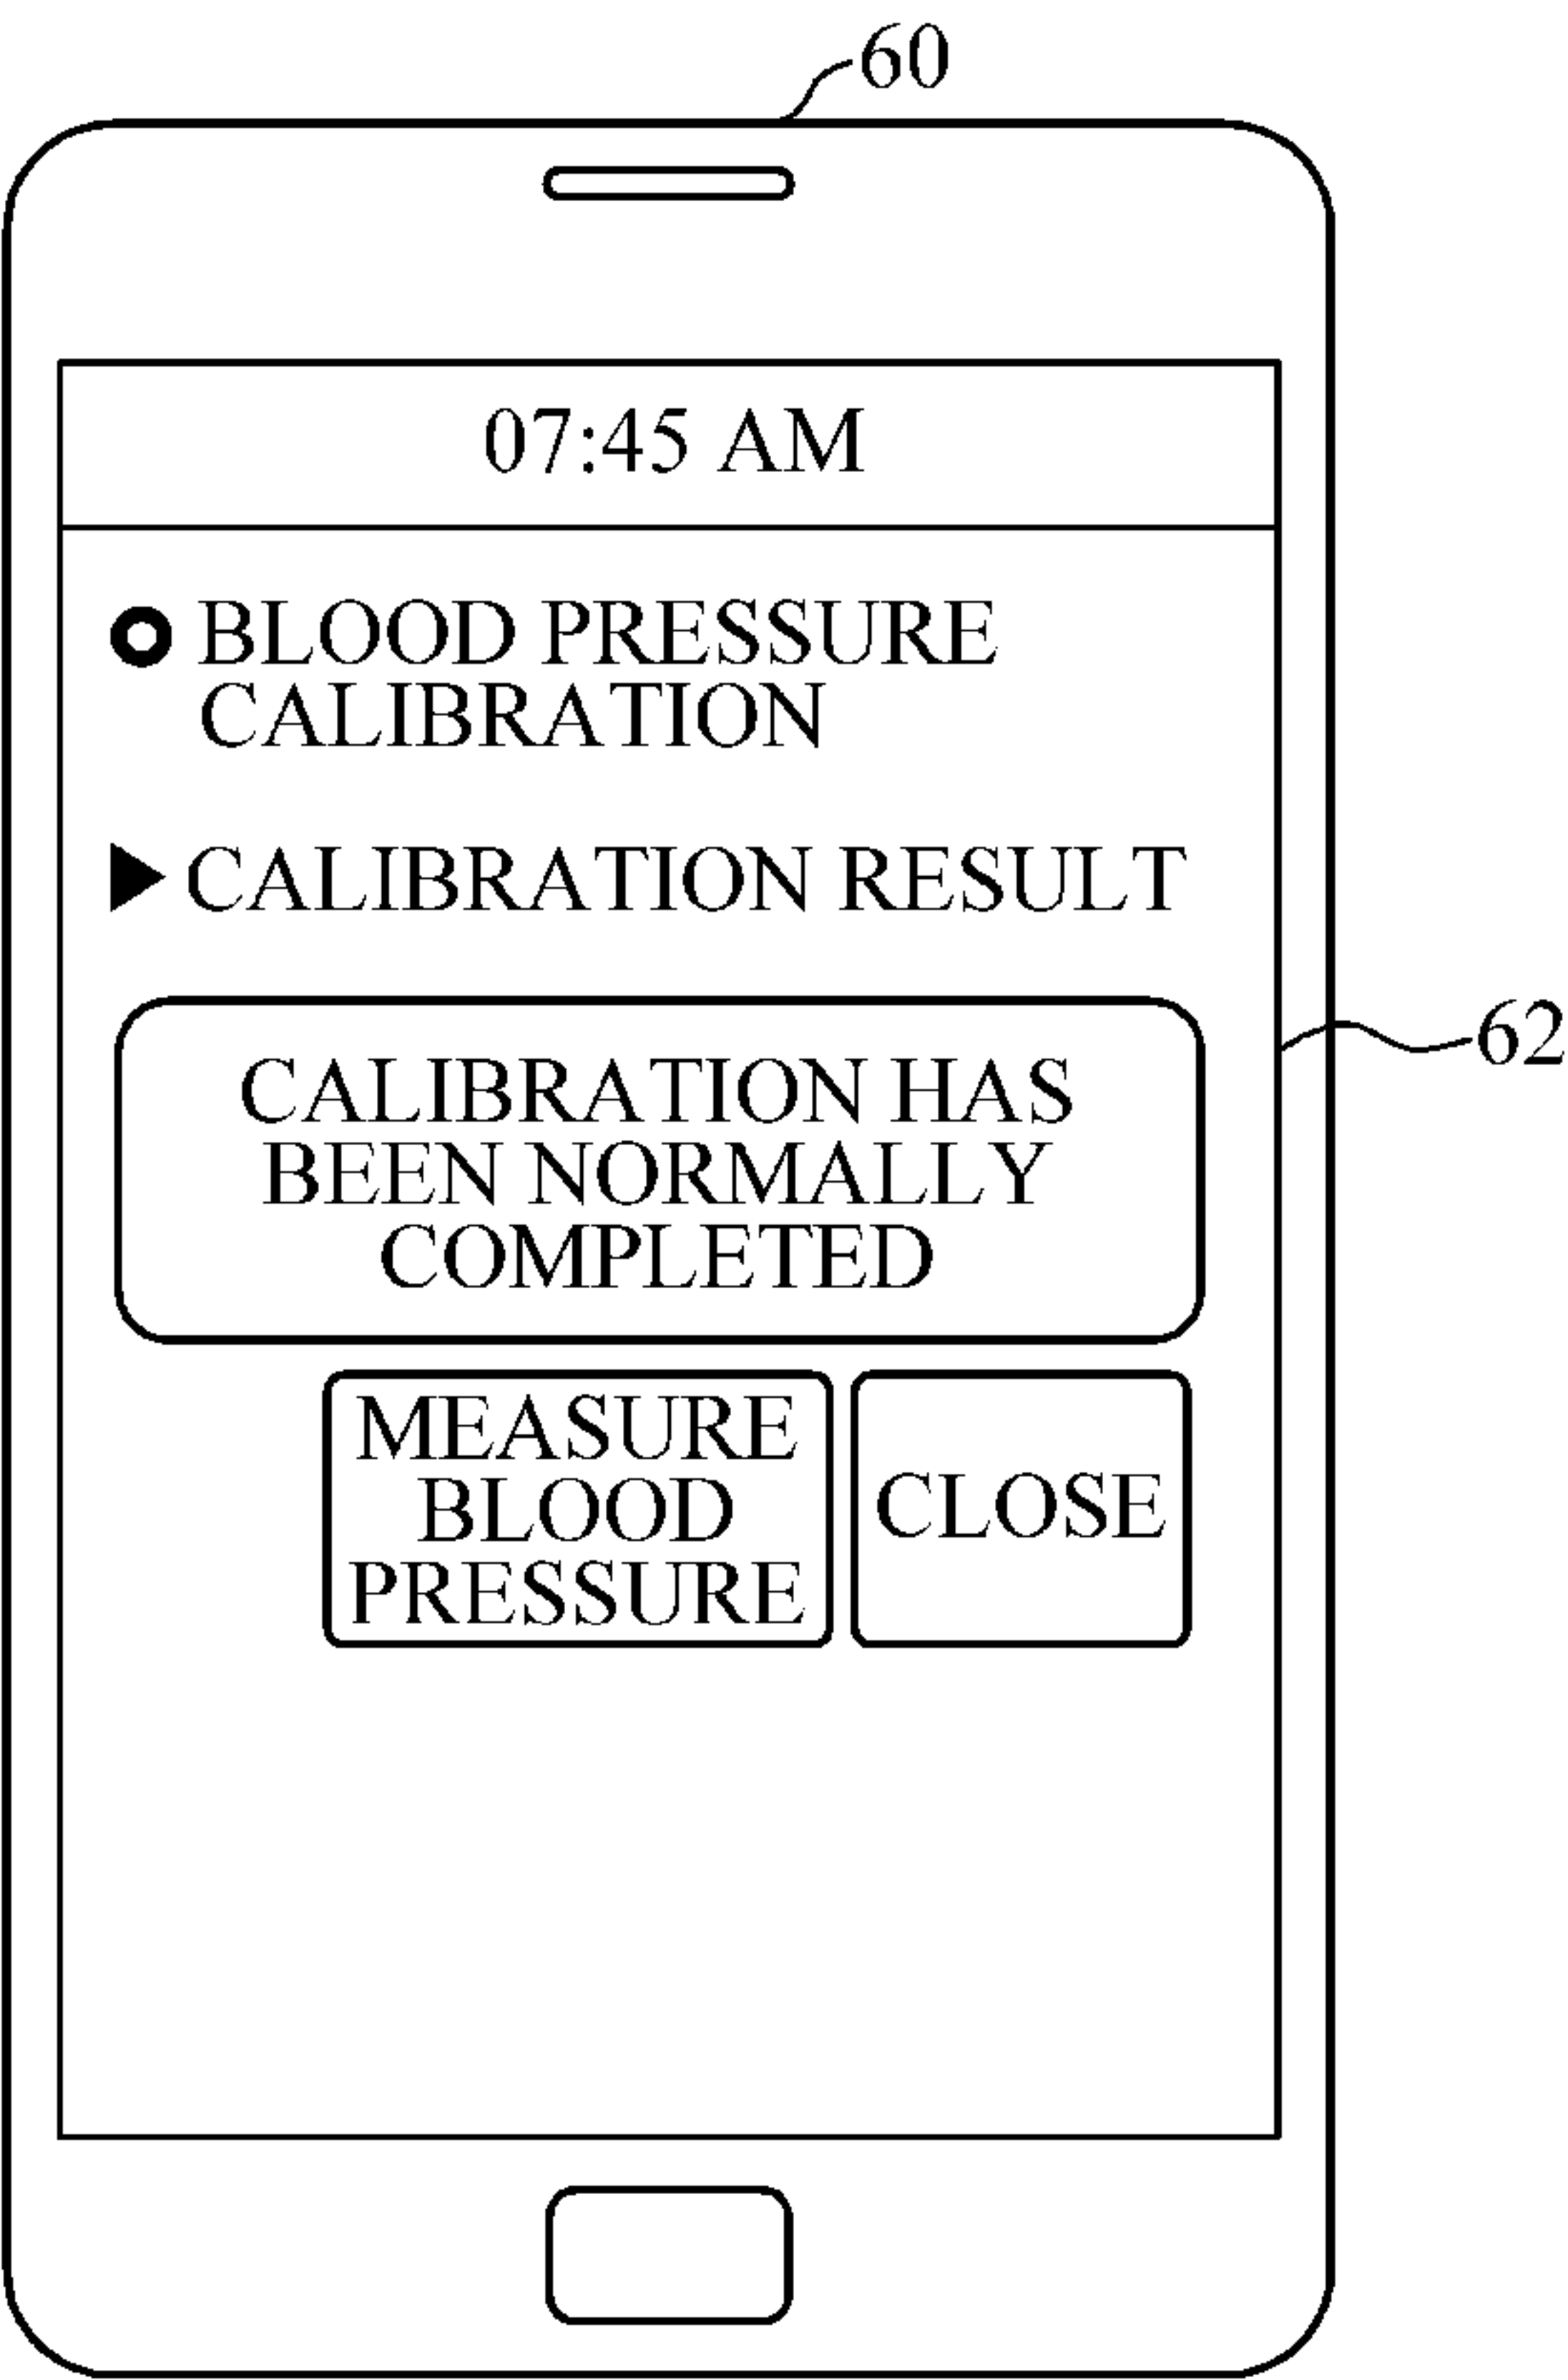 60
07:45 AM
BLOOD PRESSURE
CALIBRATION
CALIBRATION RESULT
62
CALIBRATION HAS
BEEN NORMALLY
COMPLETED
MEASURE
BLOOD
PRESSURE
CLOSE